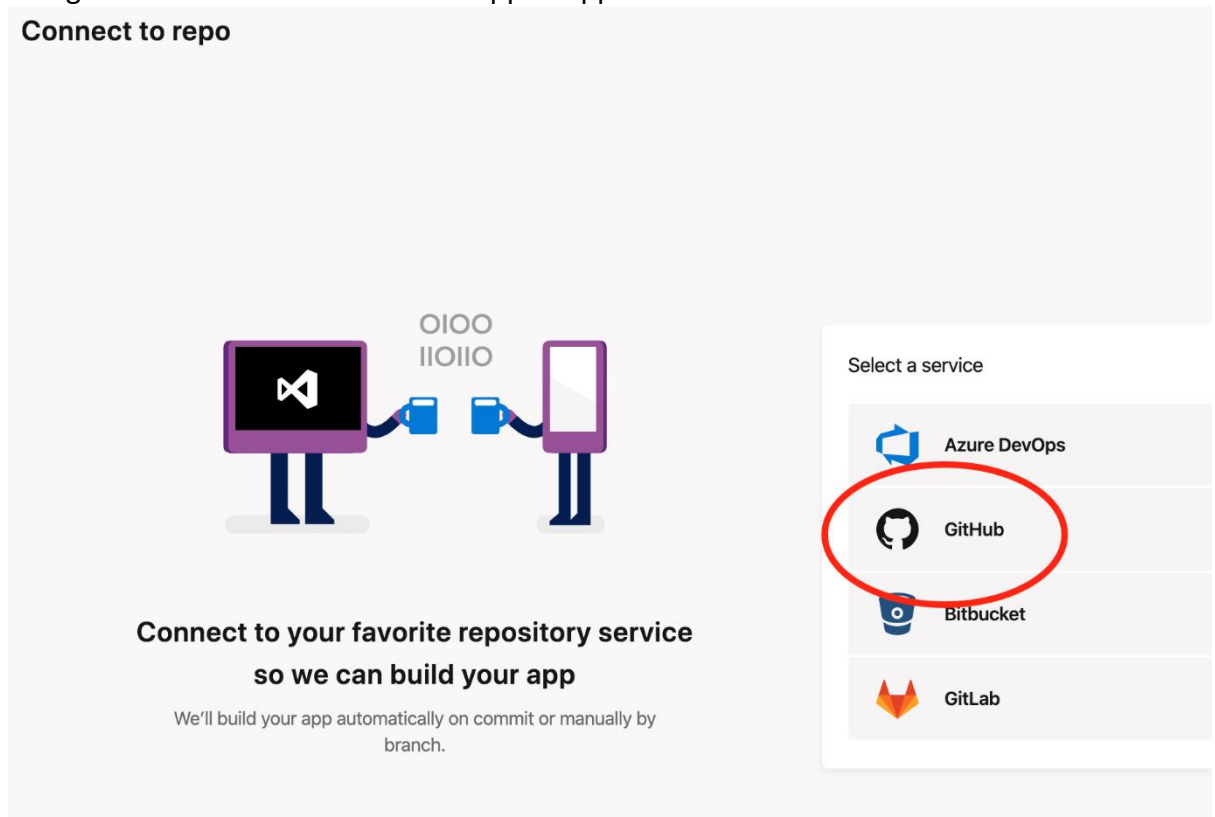 Connect to repo
OIOO
IIOIIO
Connect to your favorite repository service
so we can build your app
We'll build your app automatically on commit or manually by
branch.
Select a service
Azure DevOps
GitHub
Bitbucket
GitLab